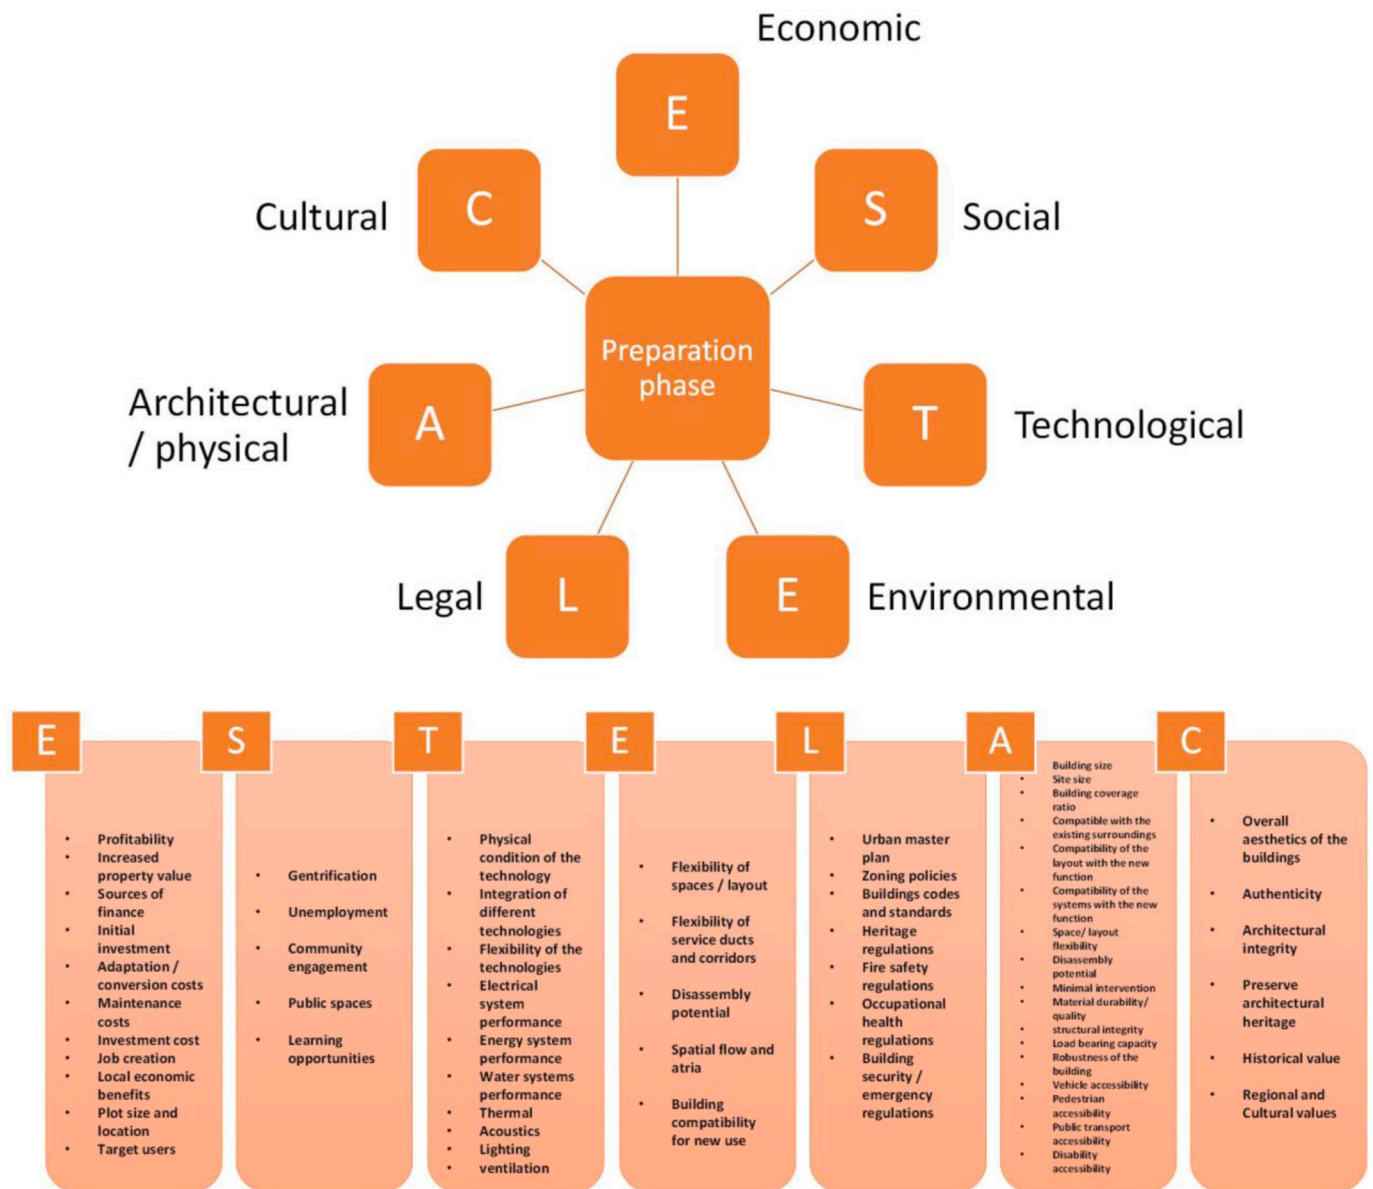 Economic
E
Cultural
C
S
Social
Preparation
phase
Architectural
/ physical
A
T
Technological
Legal
L
E
Environmental
E
• Profitability
• Increased
property value
• Sources of
finance
• Initial
investment
• Adaptation /
conversion costs
• Maintenance
costs
• Investment cost
• Job creation
• Local economic
benefits
• Plot size and
location
• Target users
S
• Gentrification
• Unemployment
• Community
engagement
• Public spaces
• Learning
opportunities
T
• Physical
condition of the
technology
• Integration of
different
technologies
• Flexibility of the
technologies
• Electrical
system
performance
• Energy system
performance
• Water systems
performance
• Thermal
• Acoustics
• Lighting
• ventilation
E
• Flexibility of
spaces / layout
• Flexibility of
service ducts
and corridors
• Disassembly
potential
• Spatial flow and
atria
• Building
compatibility
for new use
L
• Urban master
plan
• Zoning policies
• Buildings codes
and standards
• Heritage
regulations
• Fire safety
regulations
• Occupational
health
regulations
• Building
security /
emergency
regulations
A
Building size
• Site size
• Building coverage
ratio
• Compatible with the
existing surroundings
• Compatibility of the
layout with the new
function
• Compatibility of the
systems with the new
function
• Space/ layout
flexibility
• Disassembly
potential
• Minimal intervention
• Material durability/
quality
• structural integrity
• Load bearing capacity
• Robustness of the
building
• Vehicle accessibility
• Pedestrian
accessibility
• Public transport
accessibility
• Disability
accessibility
C
• Overall
aesthetics of the
buildings
• Authenticity
• Architectural
integrity
• Preserve
architectural
heritage
• Historical value
• Regional and
Cultural values